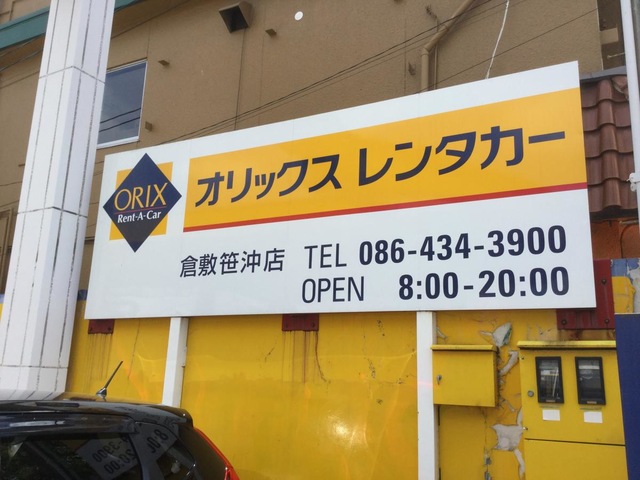 ORIX
Rent-A-Car
オリックス レンタカー
倉敷笹沖店 TEL 086-434-3900
OPEN 8:00-20:00